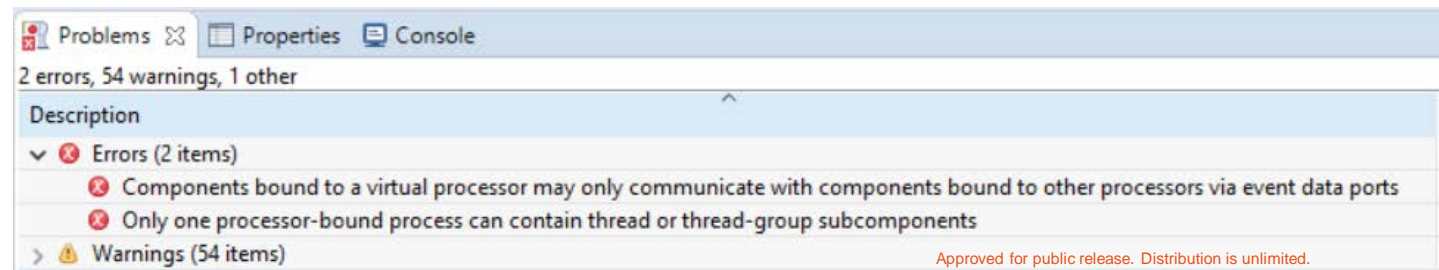 Problems Properties Console
2 errors, 54 warnings, 1 other
Description
Errors (2 items)
Components bound to a virtual processor may only communicate with components bound to other processors via event data ports
Only one processor-bound process can contain thread or thread-group subcomponents
Warnings (54 items)
Approved for public release. Distribution is unlimited.